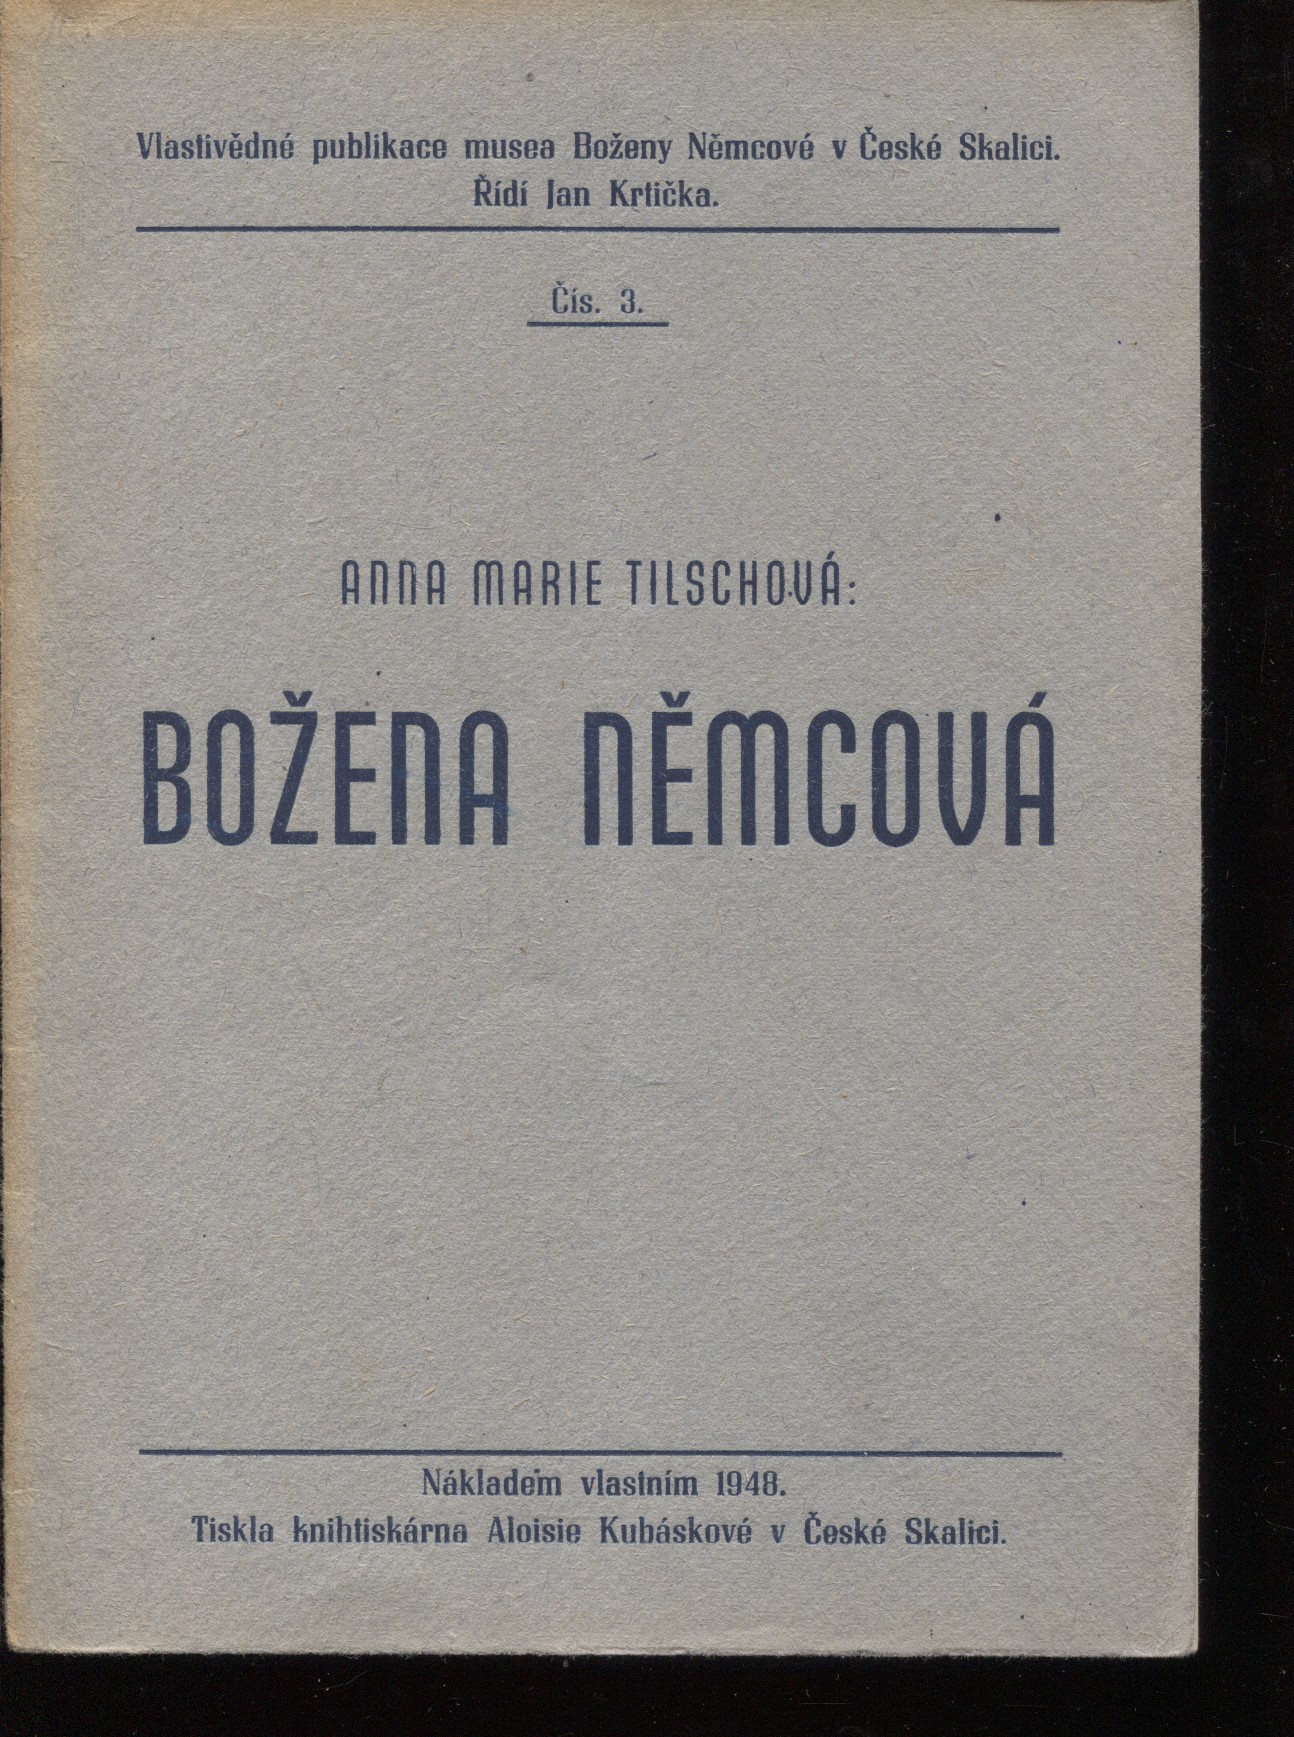 Vlastivědné publikace musea Boženy Němcové v České Skalici.
Řídí Jan Krtička.
Čís. 3.
ANNA MARIE TILSCHOVÁ:
BOŽENA NĚMCOVÁ
Nákladem vlastním 1948.
Tiskla knihtiskárna Aloisie Kubáskové v České Skalici.